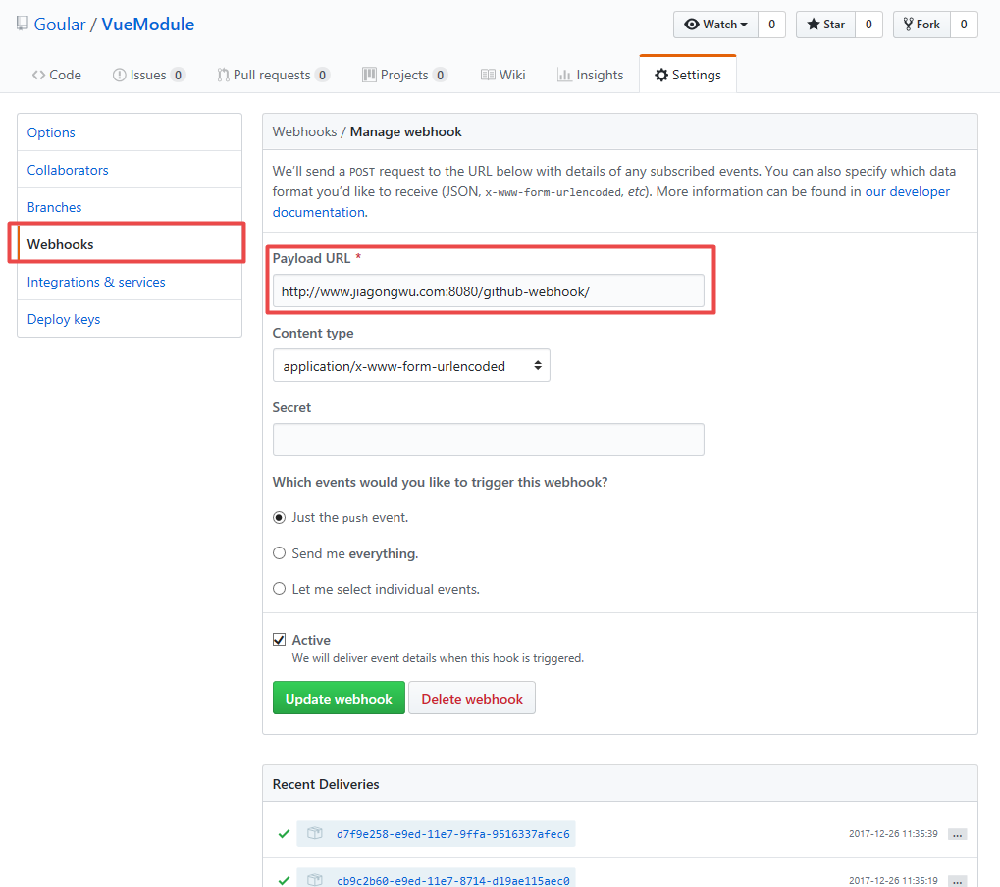 Goular / VueModule
Watch 0 Star 0 Fork 0
Code Issues 0 Pull requests 0 Projects 0 Wiki Insights Settings
Options
Collaborators
Branches
Webhooks
Integrations & services
Deploy keys
Webhooks / Manage webhook
We'll send a POST request to the URL below with details of any subscribed events. You can also specify which data
format you'd like to receive (JSON, x-www-form-urlencoded, etc). More information can be found in our developer
documentation.
Payload URL *
http://www.jiagongwu.com:8080/github-webhook/
Content type
application/x-www-form-urlencoded
Secret
Which events would you like to trigger this webhook?
Just the push event.
Send me everything.
Let me select individual events.
Active
We will deliver event details when this hook is triggered.
Update webhook Delete webhook
Recent Deliveries
d7f9e258-e9ed-11e7-9ffa-9516337afec6 2017-12-26 11:35:39 ...
cb9c2b60-e9ed-11e7-8714-d19ae115aec0 2017-12-26 11:35:19 ...